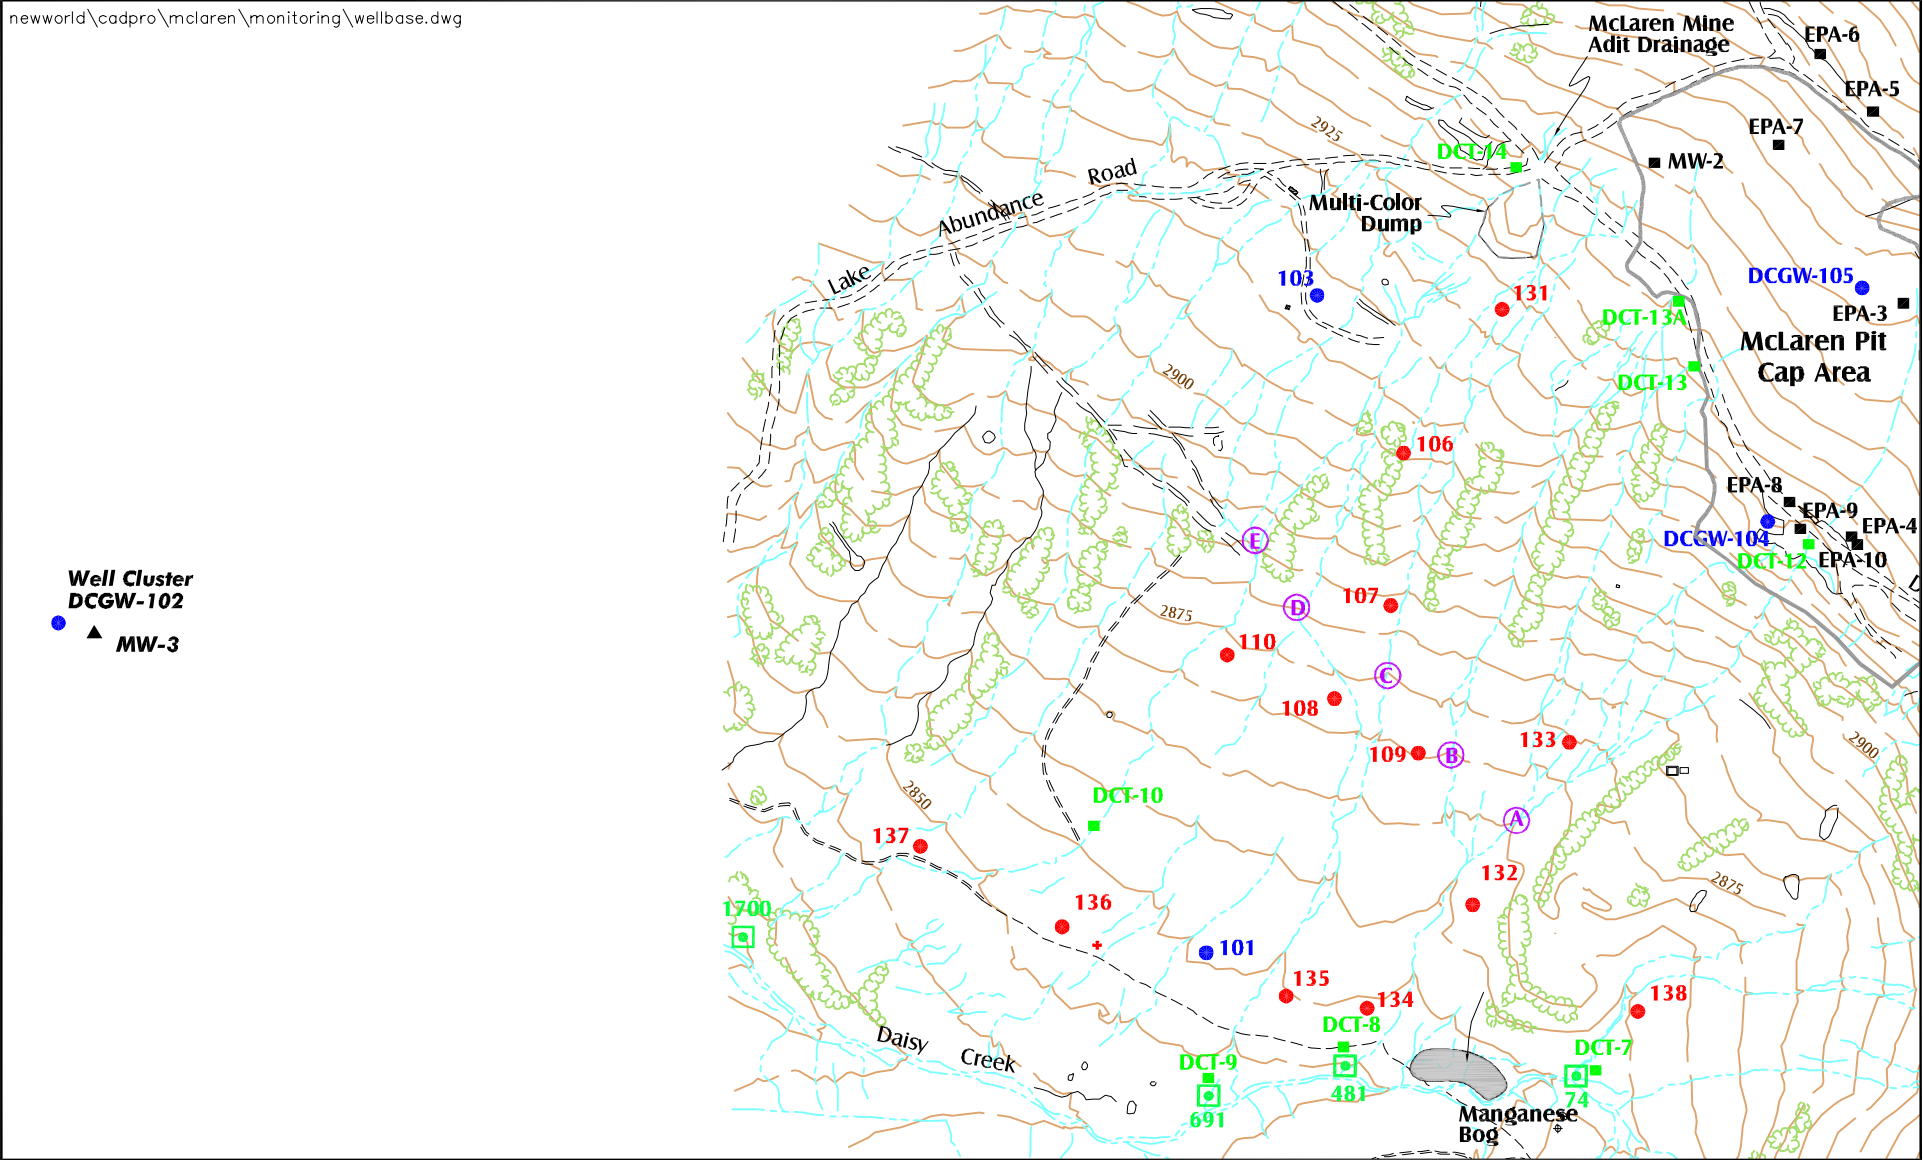 newworld\cadpro\mclaren\monitoring\wellbase.dwg
McLaren Mine
Adit Drainage
EPA-6
EPA-5
2925
EPA-7
DCT-14
MW-2
Road
Abundance
Lake
Multi-Color
Dump
103
131
DCGW-105
EPA-3
DCT-13A
McLaren Pit
Cap Area
2900
DCT-13
106
EPA-8
EPA-9
EPA-4
DCGW-104
DCT-12
EPA-10
E
Well Cluster
DCGW-102
MW-3
107
D
2875
110
C
108
109
B
133
2900
2850
DCT-10
A
137
132
2875
136
1700
101
135
134
138
DCT-8
Daisy
Creek
DCT-9
DCT-7
481
74
691
Manganese
Bog